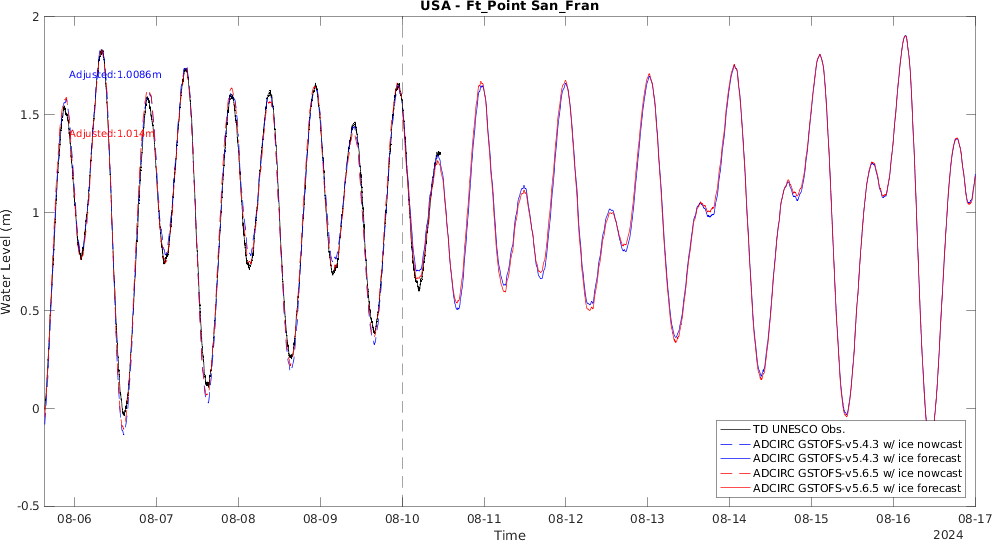 USA - Ft_Point San_Fran
Water Level (m)
2
1.5
1
0.5
0
-0.5
Adjusted:1.0086m
Adjusted:1.014m
TD UNESCO Obs.
ADCIRC GSTOFS-v5.4.3 w/ ice nowcast
ADCIRC GSTOFS-v5.4.3 w/ ice forecast
ADCIRC GSTOFS-v5.6.5 w/ ice nowcast
ADCIRC GSTOFS-v5.6.5 w/ ice forecast
08-06 08-07 08-08 08-09 08-10 08-11 08-12 08-13 08-14 08-15 08-16 08-17
Time
2024